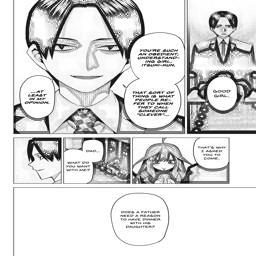 YOU'RE SUCH
AN OBEDIENT,
UNDERSTAND-
ING GIRL,
ITSUKI-KUN.
THAT SORT OF
THING IS WHAT
PEOPLE RE-
FER TO WHEN
THEY CALL
SOMEONE
"CLEVER"...
...AT
LEAST IN
MY
OPINION.
GOOD
GIRL.
THAT'S WHY
I ASKED YOU
TO COME.
DAD...
WHAT DO
YOU WANT
WITH ME?
DOES A FATHER
NEED A REASON
TO HAVE DINNER
WITH HIS
DAUGHTER?